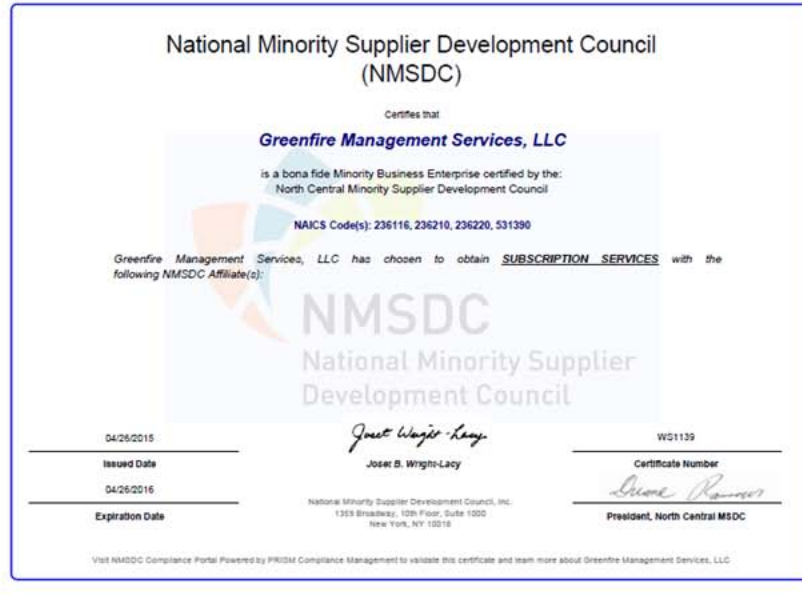 National Minority Supplier Development Council
(NMSDC)
Certifies that
Greenfire Management Services, LLC
is a bona fide Minority Business Enterprise certified by the:
North Central Minority Supplier Development Council
NAICS Code(s): 236116, 236210, 236220, 531390
Greenfire Management Services, LLC has chosen to obtain SUBSCRIPTION SERVICES with the
following NMSDC Affiliate(s):
NMSDC
National Minority Supplier
Development Council
04/26/2015
Issued Date
04/26/2016
Expiration Date
Joset Wright-Lacy
Joset B. Wright-Lacy
National Minority Supplier Development Council, Inc.
1359 Broadway, 10th Floor, Suite 1000
New York, NY 10018
WS1139
Certificate Number
President, North Central MSDC
Visit NMSDC Compliance Portal Powered by PRISM Compliance Management to validate this certificate and learn more about Greenfire Management Services, LLC